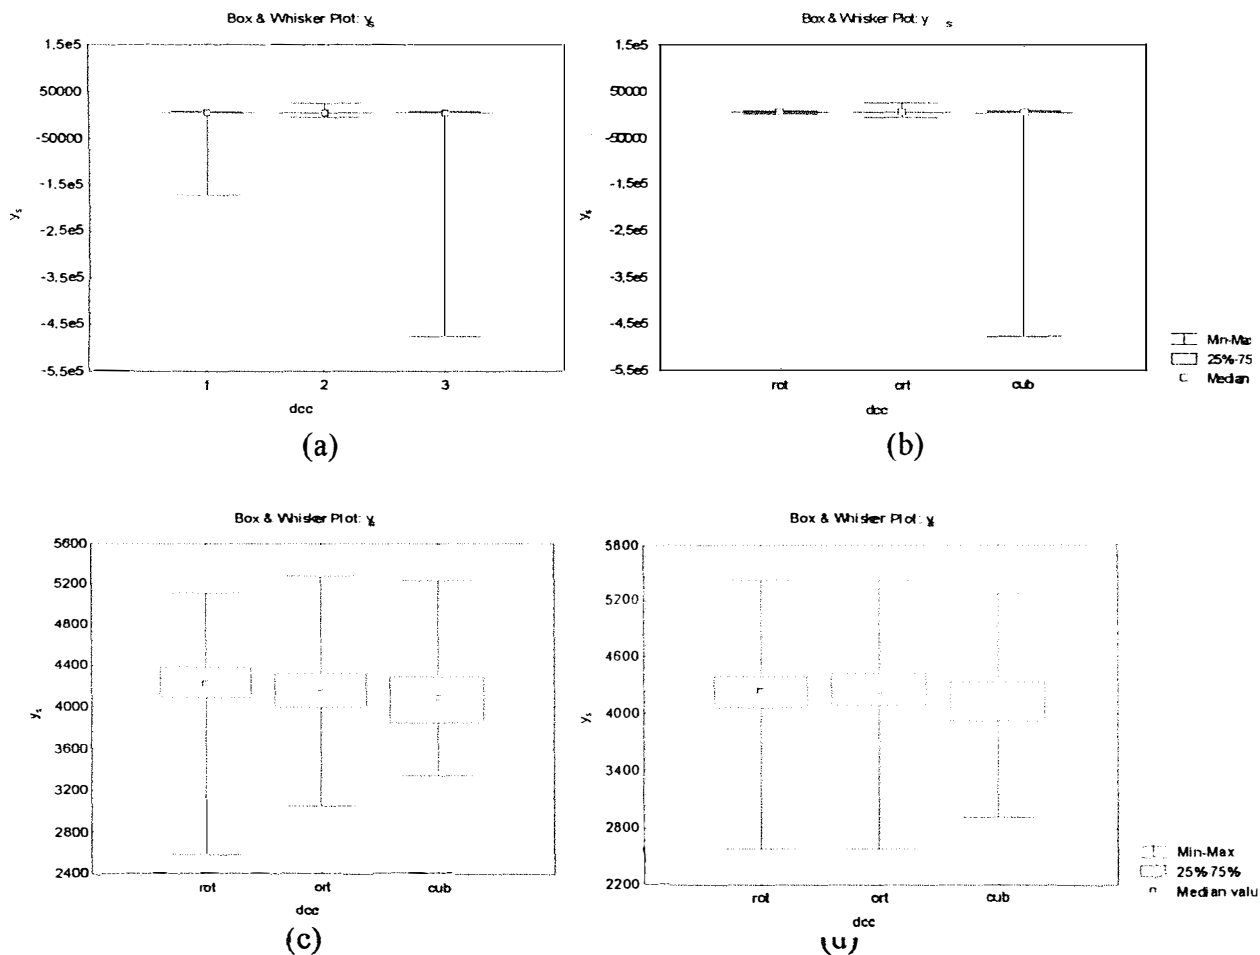 Box & Whisker Plot: yₛ
1.5e5
50000
-50000
-1.5e5
-2.5e5
-3.5e5
-4.5e5
-5.5e5
yₛ
1
2
3
dcc
(a)
Box & Whisker Plot: y ₛ
1.5e5
50000
-50000
-1.5e5
-2.5e5
-3.5e5
-4.5e5
-5.5e5
yₛ
rot
ort
cub
dcc
Min-Ma
25%-75
Median
(b)
Box & Whisker Plot: yₛ
5600
5200
4800
4400
4000
3600
3200
2800
2400
yₛ
rot
ort
cub
dcc
(c)
Box & Whisker Plot: yₛ
5800
5200
4600
4000
3400
2800
2200
yₛ
rot
ort
cub
dcc
Min-Max
25%-75%
Median valu
(d)